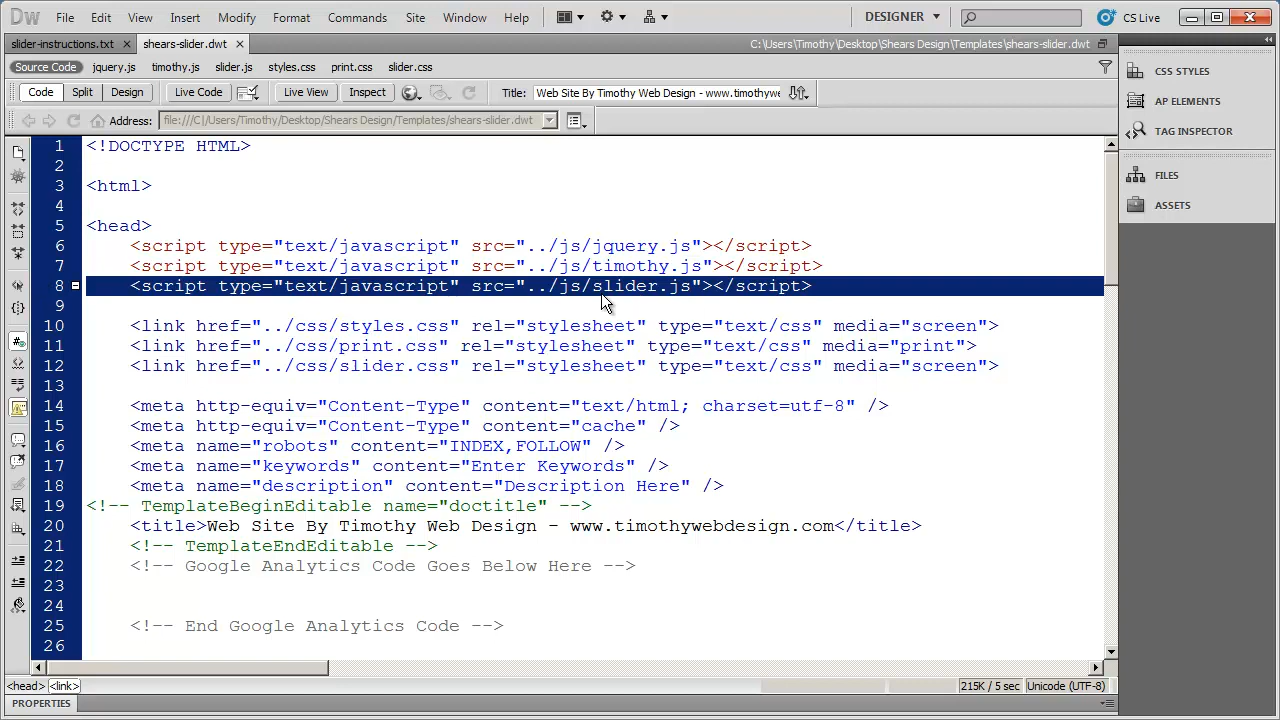 Dw File Edit View Insert Modify Format Commands Site Window Help DESIGNER CS Live
slider-instructions.txt × shears-slider.dwt × C:\Users\Timothy\Desktop\Shears Design\Templates\shears-slider.dwt
Source Code jquery.js timothy.js slider.js styles.css print.css slider.css
Code Split Design Live Code Live View Inspect Title: Web Site By Timothy Web Design - www.timothywe
Address: file:///C|/Users/Timothy/Desktop/Shears Design/Templates/shears-slider.dwt
1 <!DOCTYPE HTML>
2
3 <html>
4
5 <head>
6 <script type="text/javascript" src="../js/jquery.js"></script>
7 <script type="text/javascript" src="../js/timothy.js"></script>
8 <script type="text/javascript" src="../js/slider.js"></script>
9
10 <link href="../css/styles.css" rel="stylesheet" type="text/css" media="screen">
11 <link href="../css/print.css" rel="stylesheet" type="text/css" media="print">
12 <link href="../css/slider.css" rel="stylesheet" type="text/css" media="screen">
13
14 <meta http-equiv="Content-Type" content="text/html; charset=utf-8" />
15 <meta http-equiv="Content-Type" content="cache" />
16 <meta name="robots" content="INDEX,FOLLOW" />
17 <meta name="keywords" content="Enter Keywords" />
18 <meta name="description" content="Description Here" />
19 <!-- TemplateBeginEditable name="doctitle" -->
20 <title>Web Site By Timothy Web Design - www.timothywebdesign.com</title>
21 <!-- TemplateEndEditable -->
22 <!-- Google Analytics Code Goes Below Here -->
23
24
25 <!-- End Google Analytics Code -->
26
<head> <link> 215K / 5 sec Unicode (UTF-8)
PROPERTIES
CSS STYLES
AP ELEMENTS
TAG INSPECTOR
FILES
ASSETS